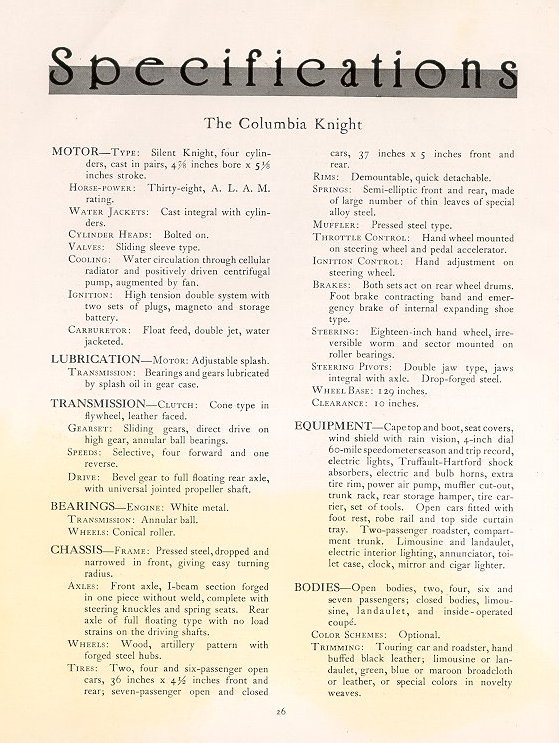 Specifications
The Columbia Knight
MOTOR—Type: Silent Knight, four cylin-
ders, cast in pairs, 4⅞ inches bore x 5⅛
inches stroke.
Horse-power: Thirty-eight, A. L. A. M.
rating.
Water Jackets: Cast integral with cylin-
ders.
Cylinder Heads: Bolted on.
Valves: Sliding sleeve type.
Cooling: Water circulation through cellular
radiator and positively driven centrifugal
pump, augmented by fan.
Ignition: High tension double system with
two sets of plugs, magneto and storage
battery.
Carburetor: Float feed, double jet, water
jacketed.
LUBRICATION—Motor: Adjustable splash.
Transmission: Bearings and gears lubricated
by splash oil in gear case.
TRANSMISSION—Clutch: Cone type in
flywheel, leather faced.
Gearset: Sliding gears, direct drive on
high gear, annular ball bearings.
Speeds: Selective, four forward and one
reverse.
Drive: Bevel gear to full floating rear axle,
with universal jointed propeller shaft.
BEARINGS—Engine: White metal.
Transmission: Annular ball.
Wheels: Conical roller.
CHASSIS—Frame: Pressed steel, dropped and
narrowed in front, giving easy turning
radius.
Axles: Front axle, I-beam section forged
in one piece without weld, complete with
steering knuckles and spring seats. Rear
axle of full floating type with no load
strains on the driving shafts.
Wheels: Wood, artillery pattern with
forged steel hubs.
Tires: Two, four and six-passenger open
cars, 36 inches x 4½ inches front and
rear; seven-passenger open and closed
cars, 37 inches x 5 inches front and
rear.
Rims: Demountable, quick detachable.
Springs: Semi-elliptic front and rear, made
of large number of thin leaves of special
alloy steel.
Muffler: Pressed steel type.
Throttle Control: Hand wheel mounted
on steering wheel and pedal accelerator.
Ignition Control: Hand adjustment on
steering wheel.
Brakes: Both sets act on rear wheel drums.
Foot brake contracting band and emer-
gency brake of internal expanding shoe
type.
Steering: Eighteen-inch hand wheel, irre-
versible worm and sector mounted on
roller bearings.
Steering Pivots: Double jaw type, jaws
integral with axle. Drop-forged steel.
Wheel Base: 129 inches.
Clearance: 10 inches.
EQUIPMENT—Cape top and boot, seat covers,
wind shield with rain vision, 4-inch dial
60-mile speedometer season and trip record,
electric lights, Truffault-Hartford shock
absorbers, electric and bulb horns, extra
tire rim, power air pump, muffler cut-out,
trunk rack, rear storage hamper, tire car-
rier, set of tools. Open cars fitted with
foot rest, robe rail and top side curtain
tray. Two-passenger roadster, compart-
ment trunk. Limousine and landaulet,
electric interior lighting, annunciator, toi-
let case, clock, mirror and cigar lighter.
BODIES—Open bodies, two, four, six and
seven passengers; closed bodies, limou-
sine, landaulet, and inside-operated
coupé.
Color Schemes: Optional.
Trimming: Touring car and roadster, hand
buffed black leather; limousine or lan-
daulet, green, blue or maroon broadcloth
or leather, or special colors in novelty
weaves.
26